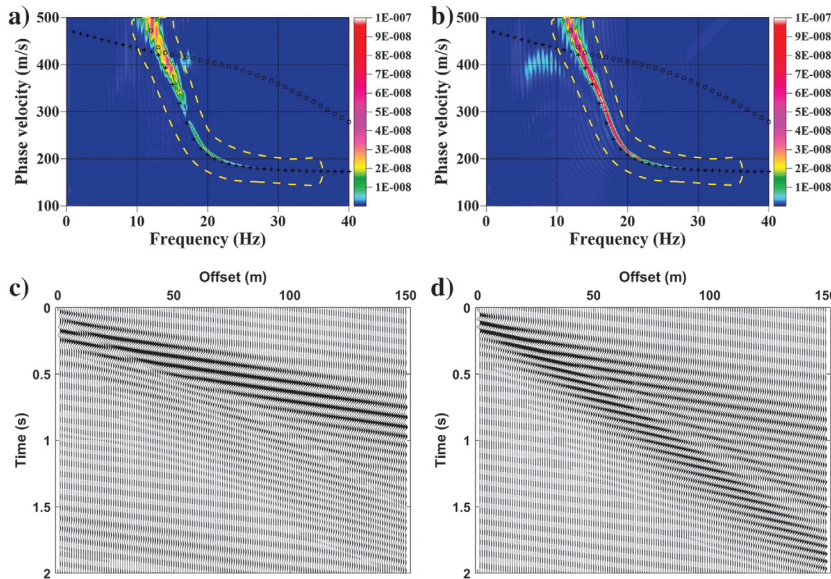 a)
Phase velocity (m/s)
500
400
300
200
100
0 10 20 30 40
Frequency (Hz)
1E-007
9E-008
8E-008
7E-008
6E-008
5E-008
4E-008
3E-008
2E-008
1E-008
b)
Phase velocity (m/s)
500
400
300
200
100
0 10 20 30 40
Frequency (Hz)
1E-007
9E-008
8E-008
7E-008
6E-008
5E-008
4E-008
3E-008
2E-008
1E-008
c)
Offset (m)
0 50 100 150
Time (s)
0
0.5
1
1.5
2
d)
Offset (m)
0 50 100 150
Time (s)
0
0.5
1
1.5
2